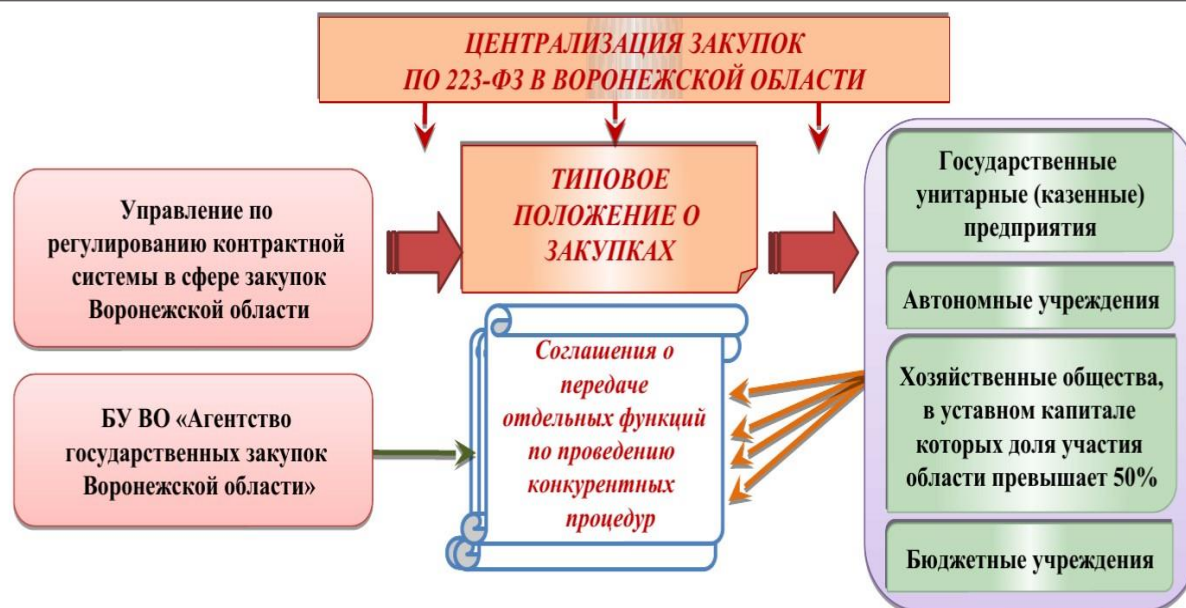 ЦЕНТРАЛИЗАЦИЯ ЗАКУПОК
ПО 223-ФЗ В ВОРОНЕЖСКОЙ ОБЛАСТИ
Управление по
регулированию контрактной
системы в сфере закупок
Воронежской области
ТИПОВОЕ
ПОЛОЖЕНИЕ О
ЗАКУПКАХ
Государственные
унитарные (казенные)
предприятия
Автономные учреждения
Хозяйственные общества,
в уставном капитале
которых доля участия
области превышает 50%
Бюджетные учреждения
БУ ВО «Агентство
государственных закупок
Воронежской области»
Соглашения о
передаче
отдельных функций
по проведению
конкурентных
процедур